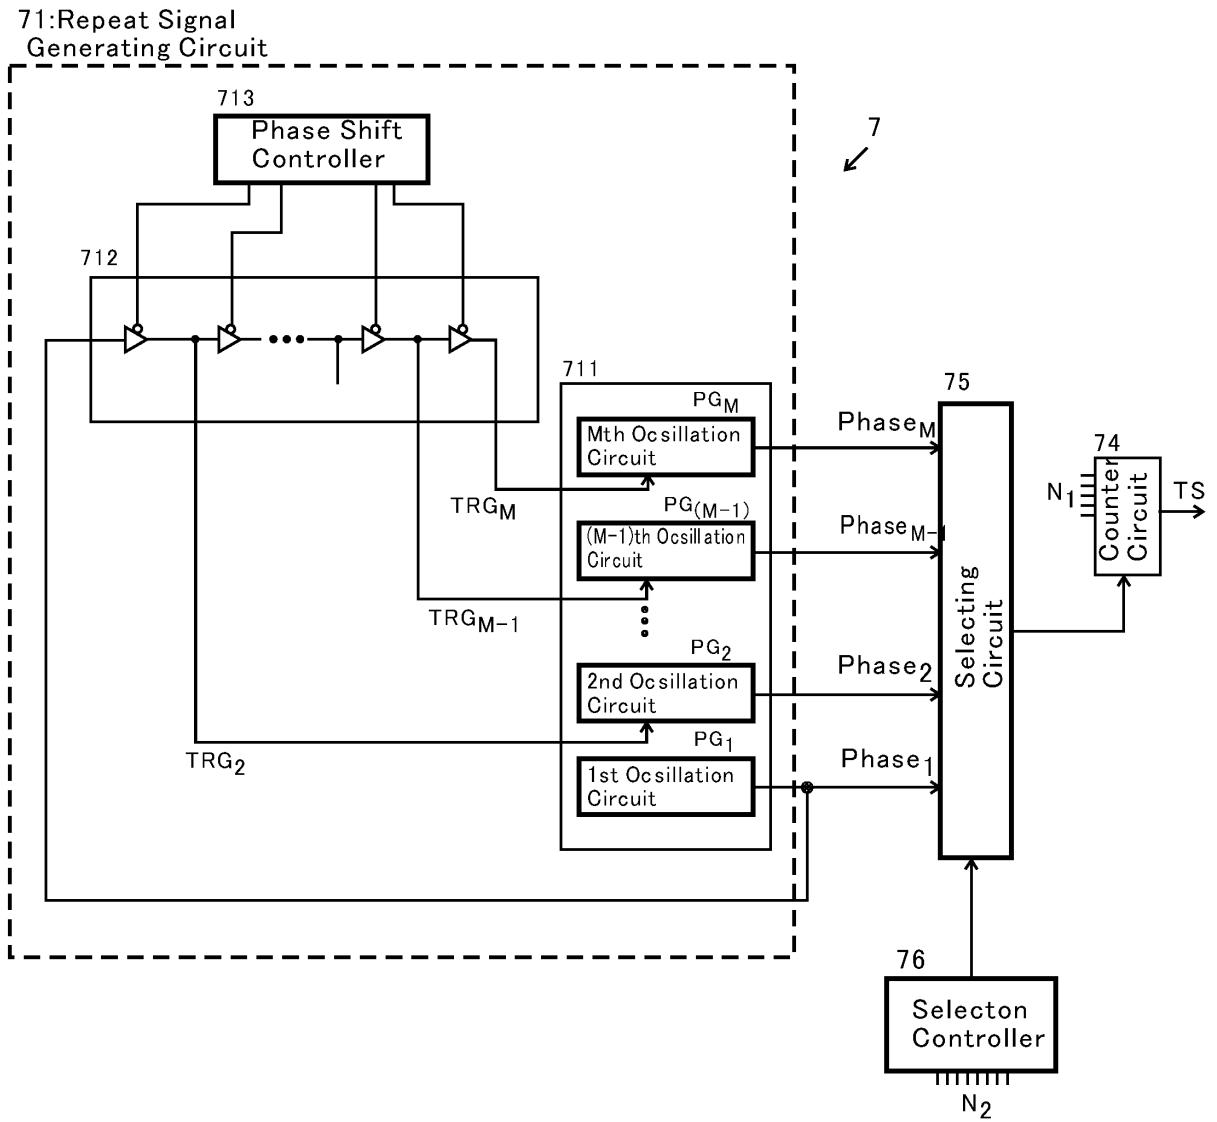 71:Repeat Signal
Generating Circuit
713
Phase Shift
Controller
7
712
711
PGM
Mth Ocsillation
Circuit
TRGM
PG(M-1)
(M-1)th Ocsillation
Circuit
TRGM-1
PG2
2nd Ocsillation
Circuit
TRG2
PG1
1st Ocsillation
Circuit
PhaseM
PhaseM-1
Phase2
Phase1
75
Selecting
Circuit
74
N1
Counter
Circuit
TS
76
Selecton
Controller
N2